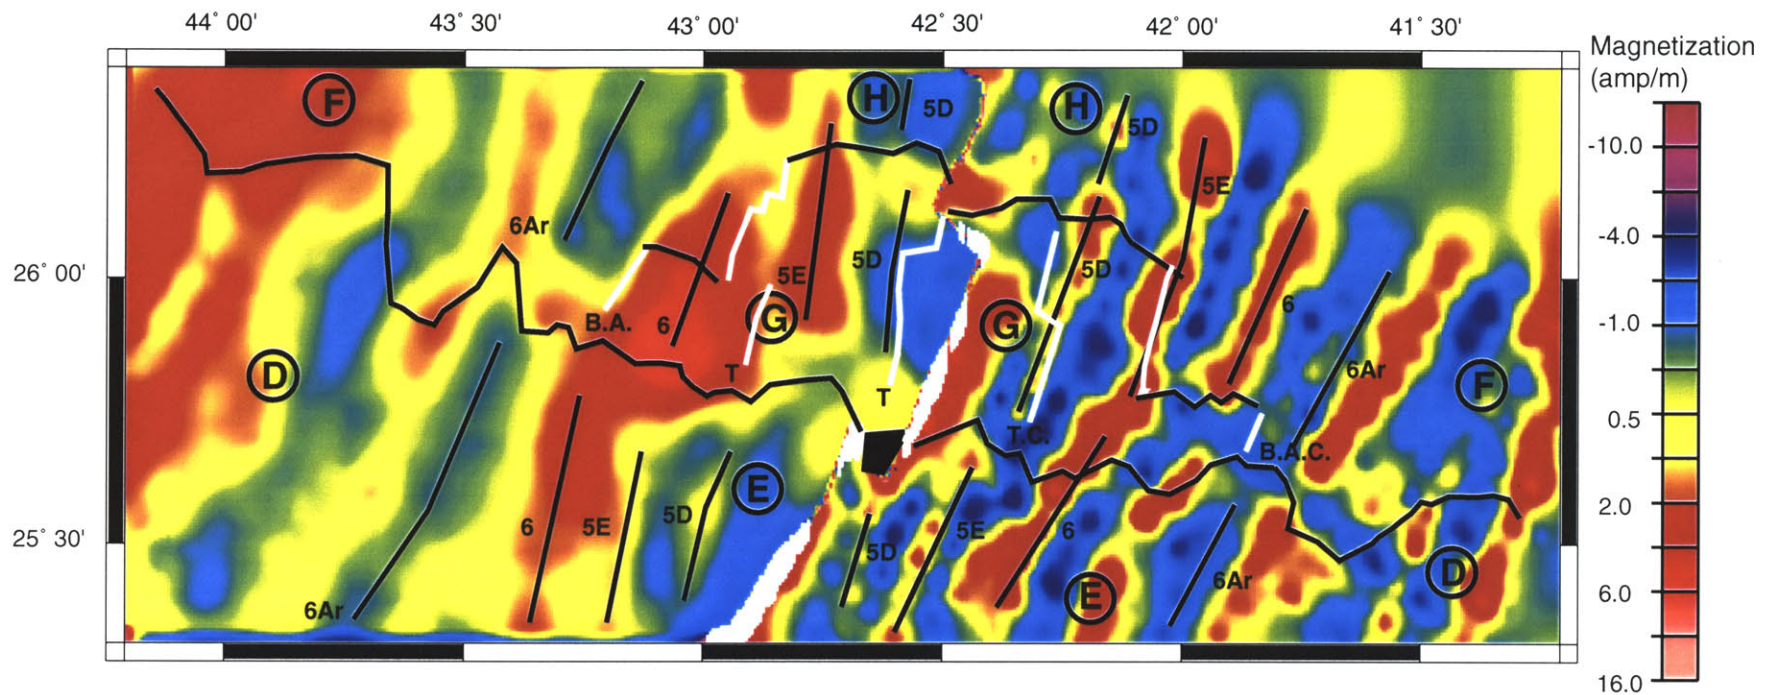 44° 00' 43° 30' 43° 00' 42° 30' 42° 00' 41° 30'
Magnetization
(amp/m)
F H 5D H 5D
-10.0
5E
6Ar
-4.0
26° 00' 5D 5D
5E
6
B.A. 6 G G -1.0
D T 6Ar F
T 0.5
T.C. B.A.C.
E 2.0
6 5E 5D 5D 5E 6
25° 30'
D
6Ar 6Ar E 6.0
16.0